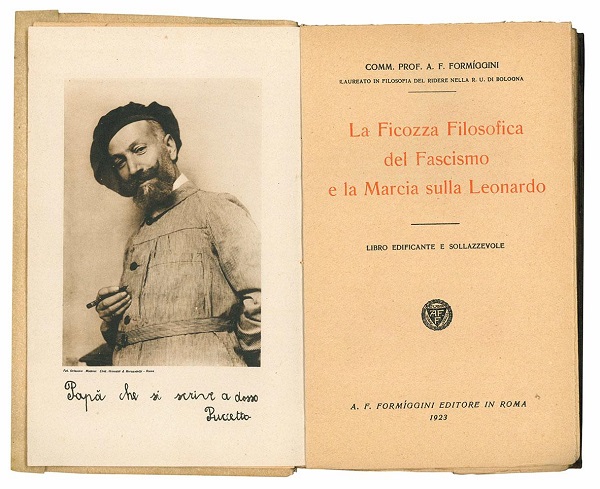 Papà che si scrive a dosso
Puccetto
COMM. PROF. A. F. FORMÍGGINI
(LAUREATO IN FILOSOFIA DEL RIDERE NELLA R. U. DI BOLOGNA
La Ficozza Filosofica
del Fascismo
e la Marcia sulla Leonardo
LIBRO EDIFICANTE E SOLLAZZEVOLE
A F
F
A. F. FORMÍGGINI EDITORE IN ROMA
1923